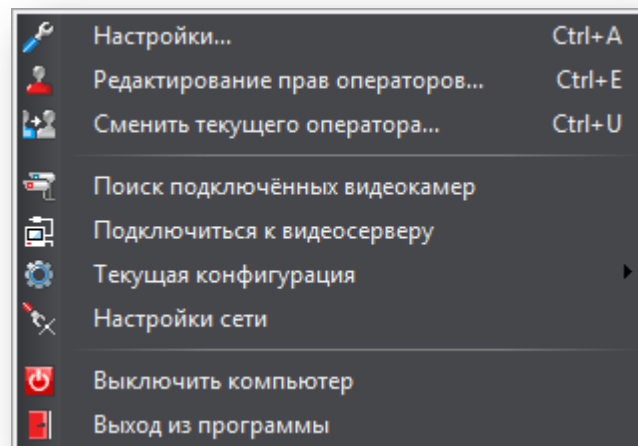 Настройки... Ctrl+A
Редактирование прав операторов... Ctrl+E
Сменить текущего оператора... Ctrl+U
Поиск подключённых видеокамер
Подключиться к видеосерверу
Текущая конфигурация
Настройки сети
Выключить компьютер
Выход из программы